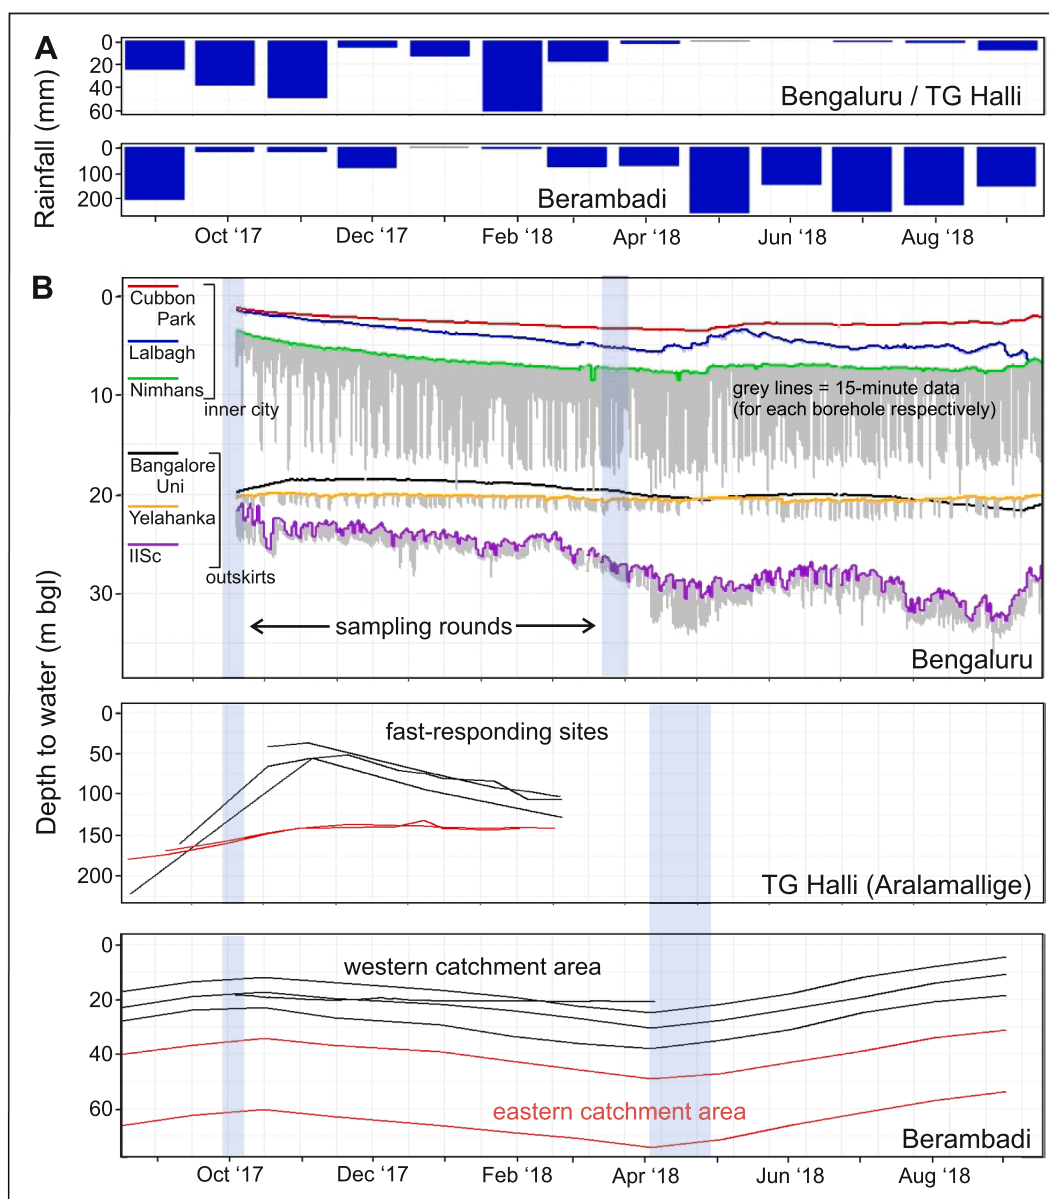 A
Rainfall (mm)
0
20
40
60
Bengaluru / TG Halli
0
100
200
Berambadi
Oct ‘17
Dec ‘17
Feb ‘18
Apr ‘18
Jun ‘18
Aug ‘18
B
Depth to water (m bgl)
0
10
20
30
Cubbon
Park
Lalbagh
Nimhans
inner city
Bangalore
Uni
Yelahanka
IISc
outskirts
grey lines = 15-minute data
(for each borehole respectively)
sampling rounds
Bengaluru
0
50
100
150
200
fast-responding sites
TG Halli (Aralamallige)
0
20
40
60
western catchment area
eastern catchment area
Berambadi
Oct ‘17
Dec ‘17
Feb ‘18
Apr ‘18
Jun ‘18
Aug ‘18